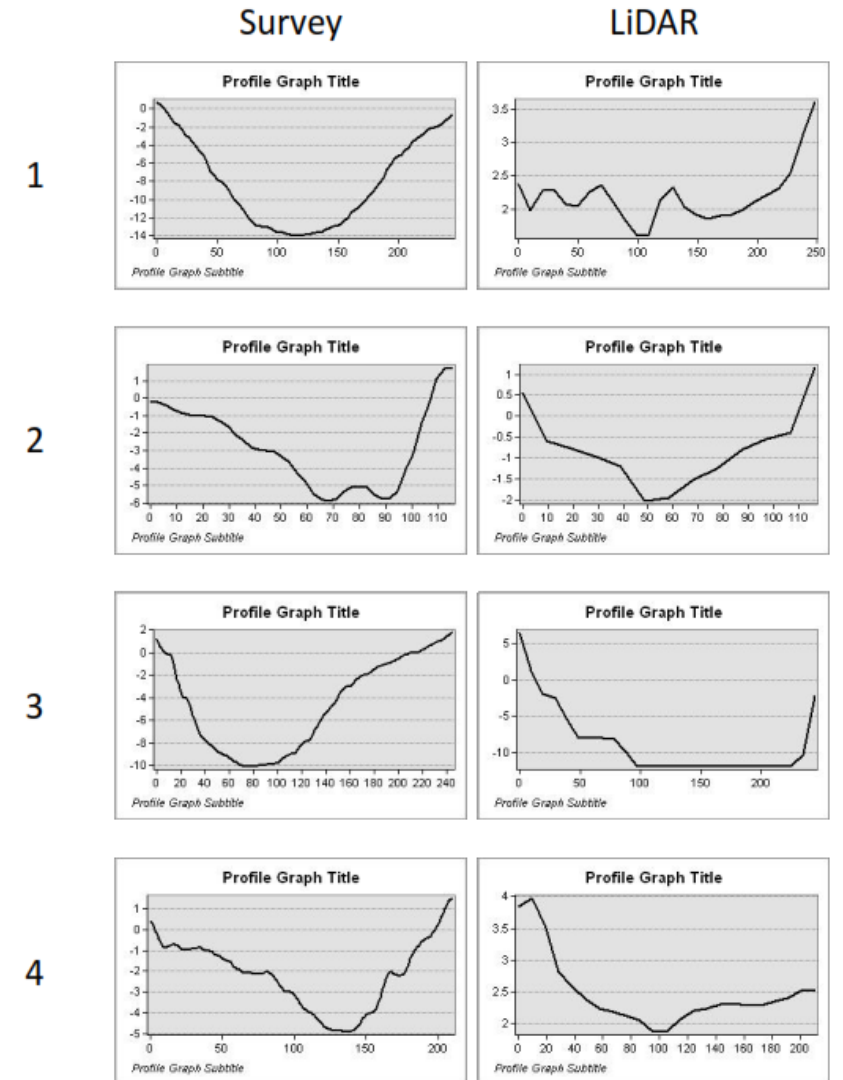 Survey LiDAR
1
Profile Graph Title
0
-2
-4
-6
-8
-10
-12
-14
0 50 100 150 200
Profile Graph Subtitle
Profile Graph Title
3.5
3
2.5
2
0 50 100 150 200 250
Profile Graph Subtitle
2
Profile Graph Title
1
0
-1
-2
-3
-4
-5
-6
0 10 20 30 40 50 60 70 80 90 100 110
Profile Graph Subtitle
Profile Graph Title
1
0.5
0
-0.5
-1
-1.5
-2
0 10 20 30 40 50 60 70 80 90 100 110
Profile Graph Subtitle
3
Profile Graph Title
2
0
-2
-4
-6
-8
-10
0 20 40 60 80 100 120 140 160 180 200 220 240
Profile Graph Subtitle
Profile Graph Title
5
0
-5
-10
0 50 100 150 200
Profile Graph Subtitle
4
Profile Graph Title
1
0
-1
-2
-3
-4
-5
0 50 100 150 200
Profile Graph Subtitle
Profile Graph Title
4
3.5
3
2.5
2
0 20 40 60 80 100 120 140 160 180 200
Profile Graph Subtitle